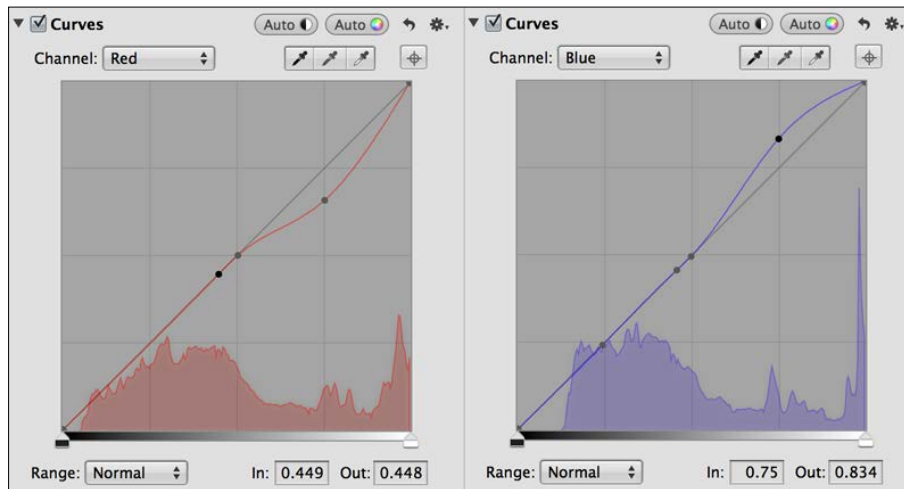 Curves Auto Auto
Channel: Red
Range: Normal In: 0.449 Out: 0.448
Curves Auto Auto
Channel: Blue
Range: Normal In: 0.75 Out: 0.834